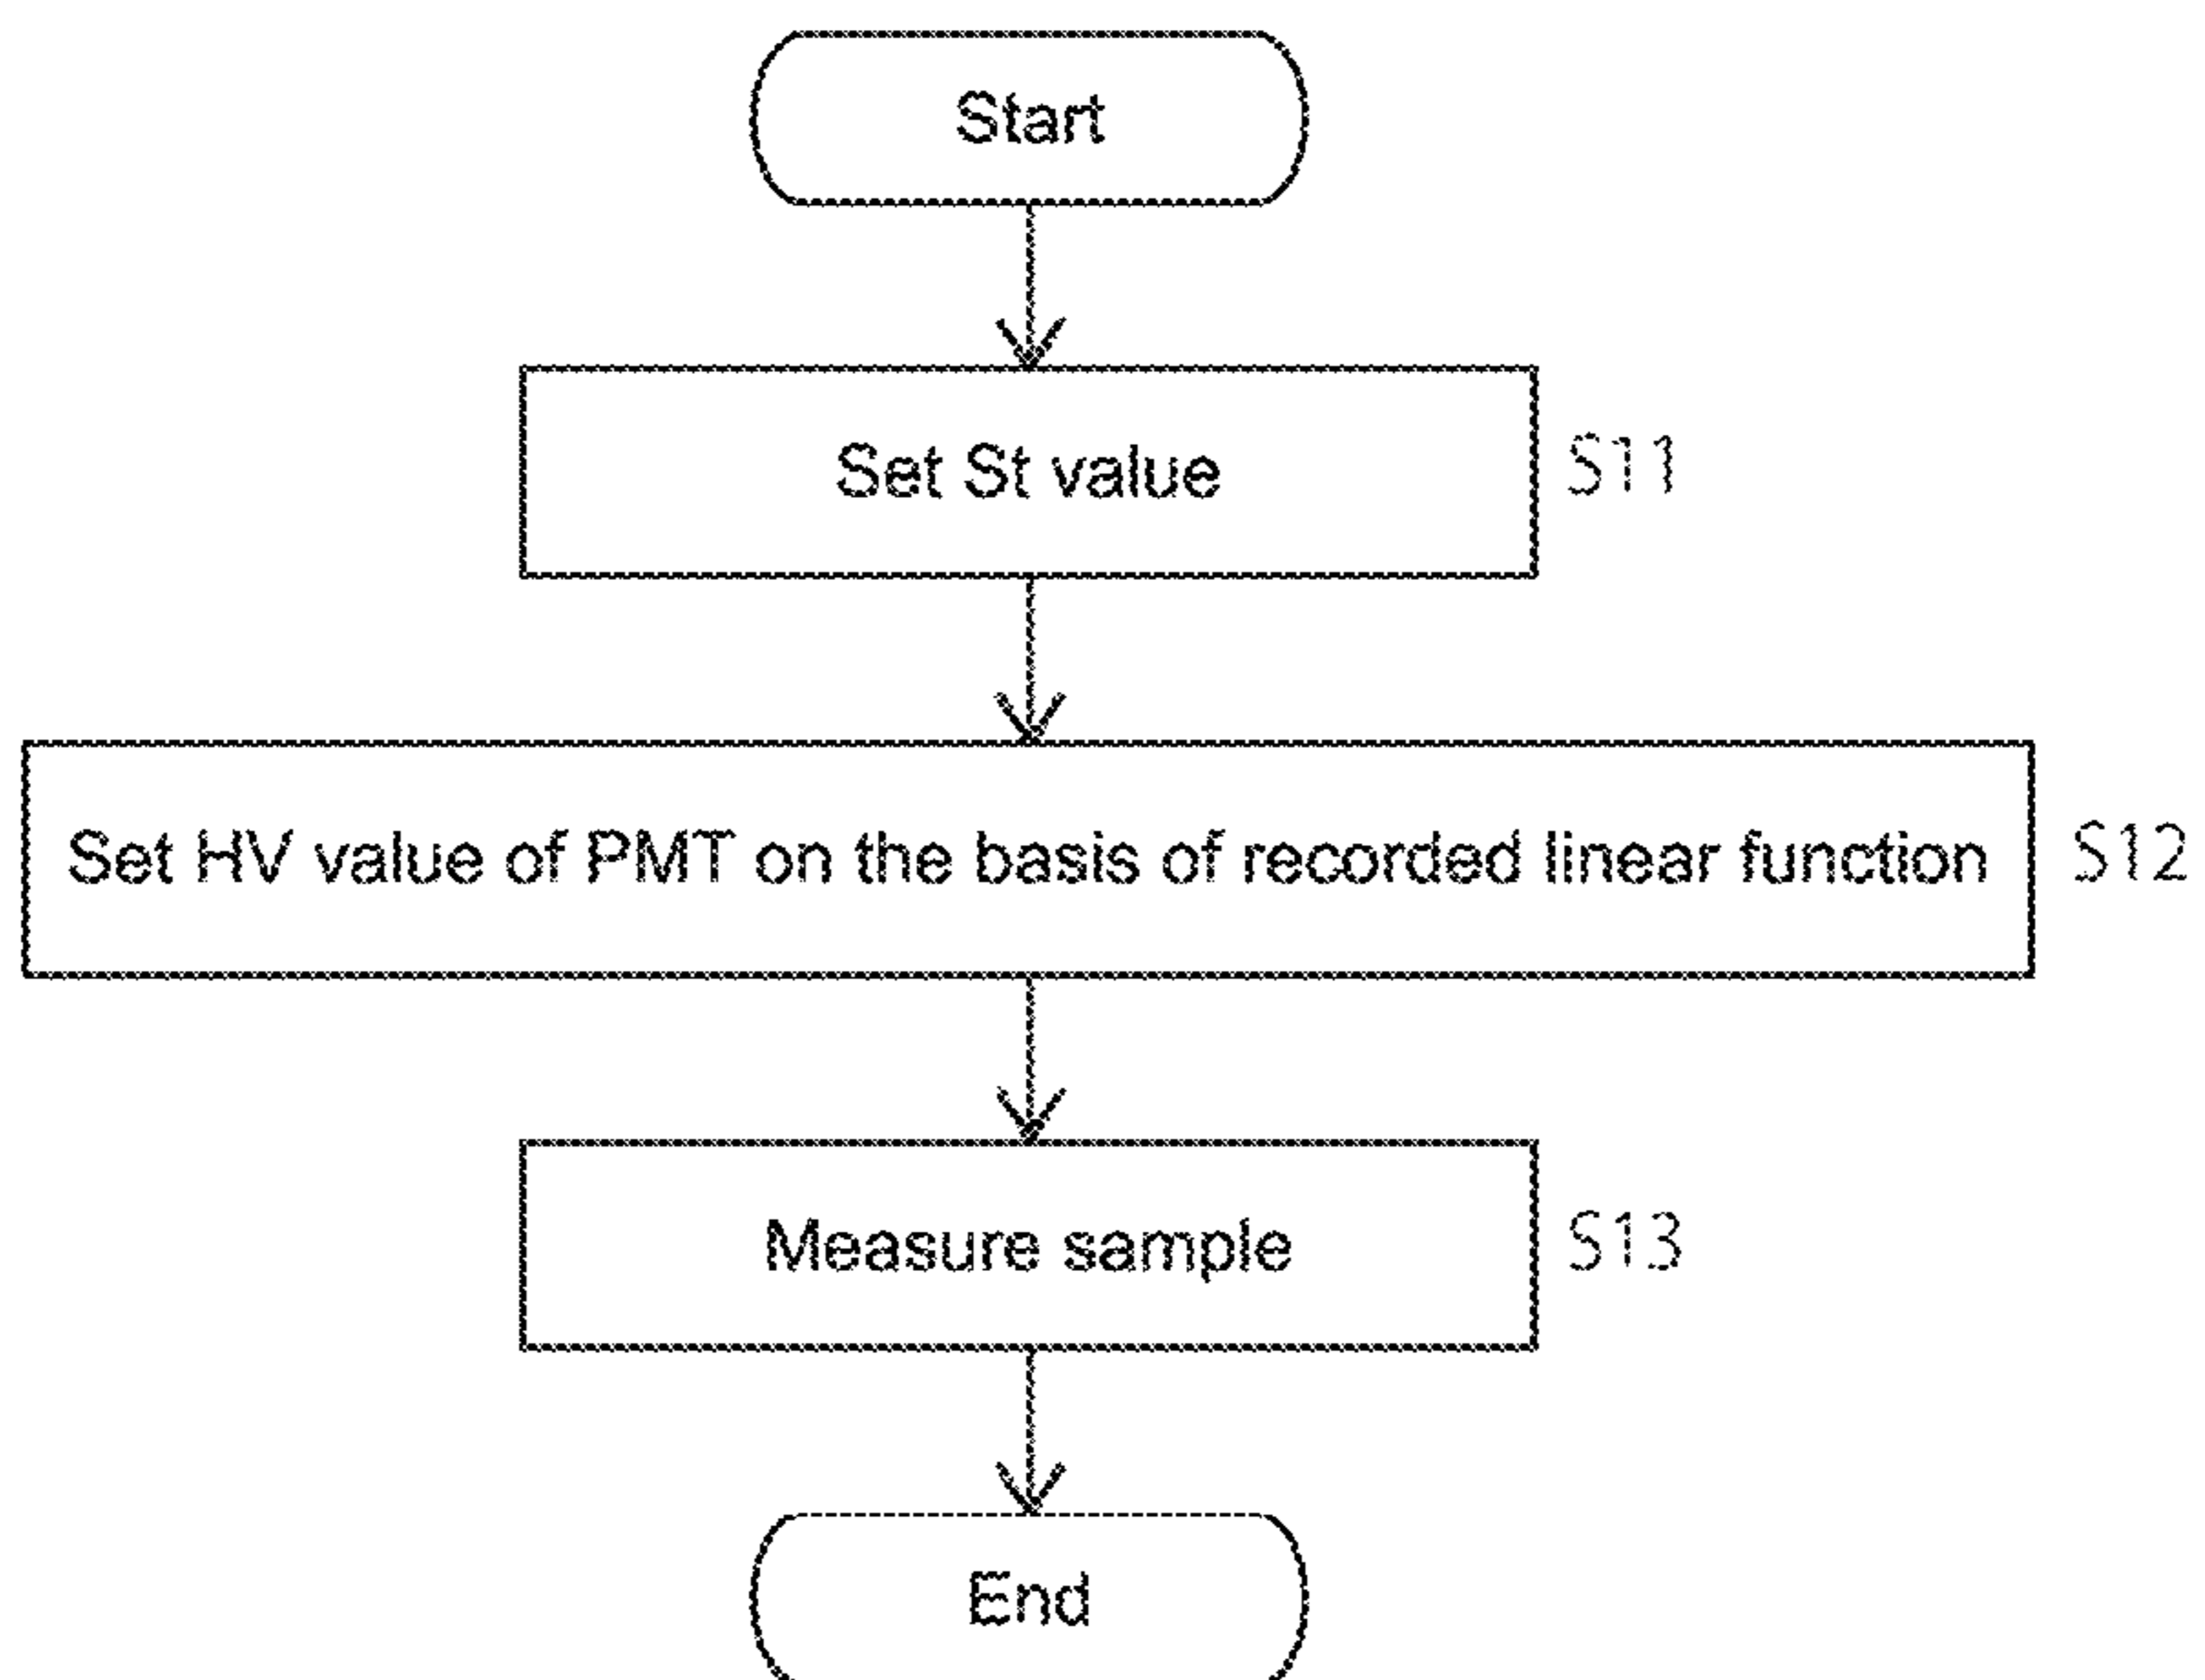 Start
Set St value
S11
Set HV value of PMT on the basis of recorded linear function
S12
Measure sample
S13
End